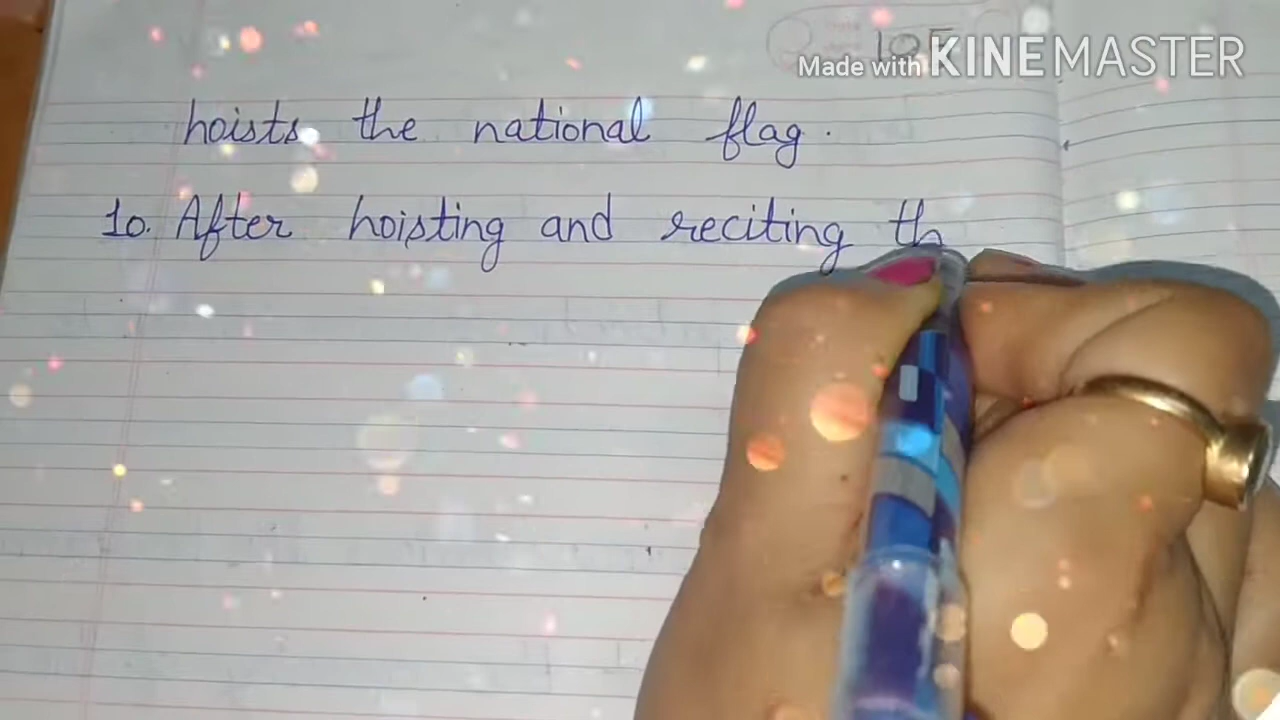 Made with KINEMASTER
hoists the national flag.
10. After hoisting and reciting th